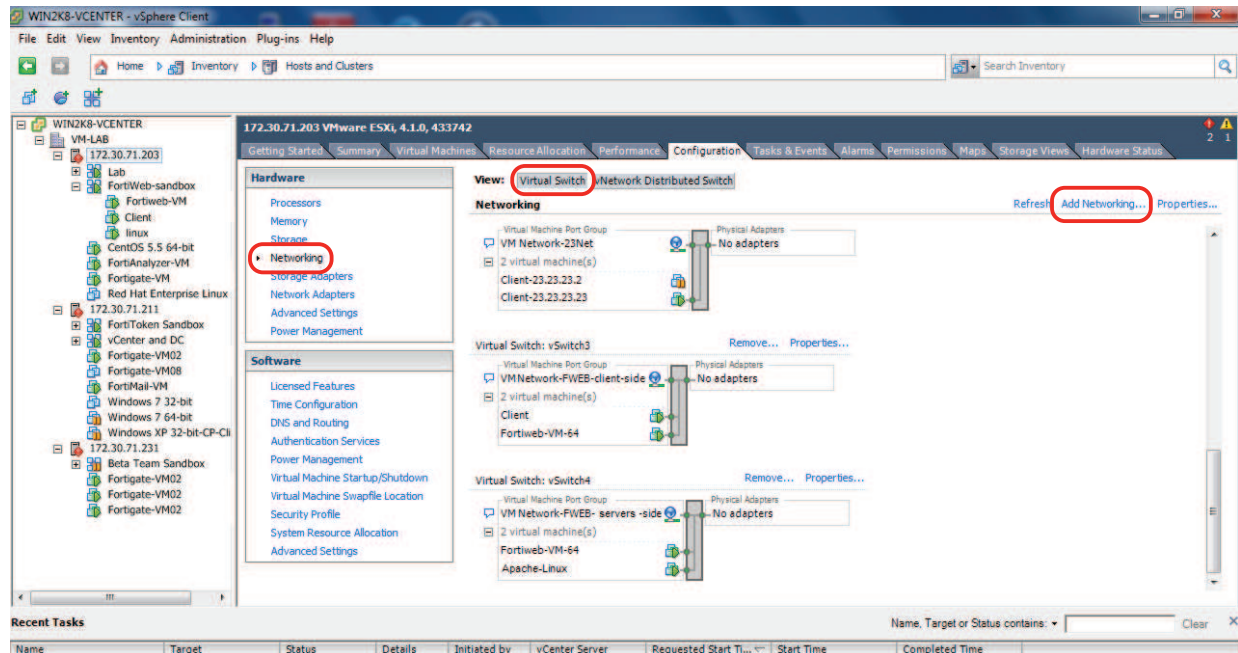 WIN2K8-VCENTER - vSphere Client
File Edit View Inventory Administration Plug-ins Help
Home Inventory Hosts and Clusters
Search Inventory
WIN2K8-VCENTER
VM-LAB
172.30.71.203
Lab
FortiWeb-sandbox
Fortiweb-VM
Client
linux
CentOS 5.5 64-bit
FortiAnalyzer-VM
Fortigate-VM
Red Hat Enterprise Linux
172.30.71.211
FortiToken Sandbox
vCenter and DC
Fortigate-VM02
Fortigate-VM08
FortiMail-VM
Windows 7 32-bit
Windows 7 64-bit
Windows XP 32-bit-CP-Cli
172.30.71.231
Beta Team Sandbox
Fortigate-VM02
Fortigate-VM02
Fortigate-VM02
172.30.71.203 VMware ESXi, 4.1.0, 433742
2 1
Getting Started Summary Virtual Machines Resource Allocation Performance Configuration Tasks & Events Alarms Permissions Maps Storage Views Hardware Status
Hardware
Processors
Memory
Storage
Networking
Storage Adapters
Network Adapters
Advanced Settings
Power Management
Software
Licensed Features
Time Configuration
DNS and Routing
Authentication Services
Power Management
Virtual Machine Startup/Shutdown
Virtual Machine Swapfile Location
Security Profile
System Resource Allocation
Advanced Settings
View: Virtual Switch vNetwork Distributed Switch
Networking
Refresh Add Networking... Properties...
Virtual Machine Port Group Physical Adapters
VM Network-23Net No adapters
2 virtual machine(s)
Client-23.23.23.2
Client-23.23.23.23
Virtual Switch: vSwitch3 Remove... Properties...
Virtual Machine Port Group Physical Adapters
VMNetwork-FWEB-client-side No adapters
2 virtual machine(s)
Client
Fortiweb-VM-64
Virtual Switch: vSwitch4 Remove... Properties...
Virtual Machine Port Group Physical Adapters
VM Network-FWEB- servers -side No adapters
2 virtual machine(s)
Fortiweb-VM-64
Apache-Linux
Recent Tasks
Name, Target or Status contains: Clear
Name Target Status Details Initiated by vCenter Server Requested Start Ti... Start Time Completed Time